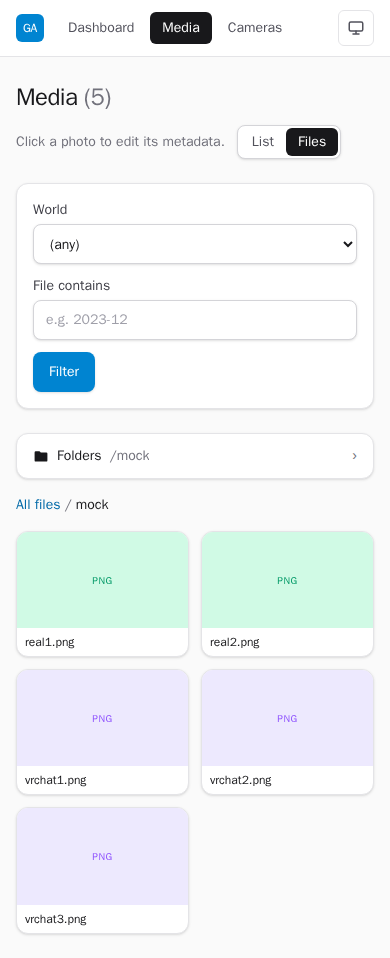 GA Dashboard Media Cameras
Media (5)
Click a photo to edit its metadata. List Files
World
(any)
File contains
e.g. 2023-12
Filter
Folders /mock ›
All files / mock
PNG PNG
real1.png real2.png
PNG PNG
vrchat1.png vrchat2.png
PNG
vrchat3.png